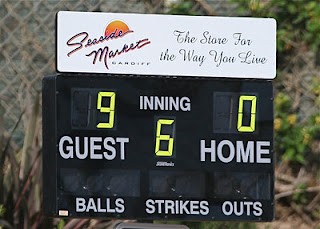 Seaside
Market
CARDIFF
The Store For
the Way You Live
9 INNING 0
GUEST 6 HOME
BALLS STRIKES OUTS